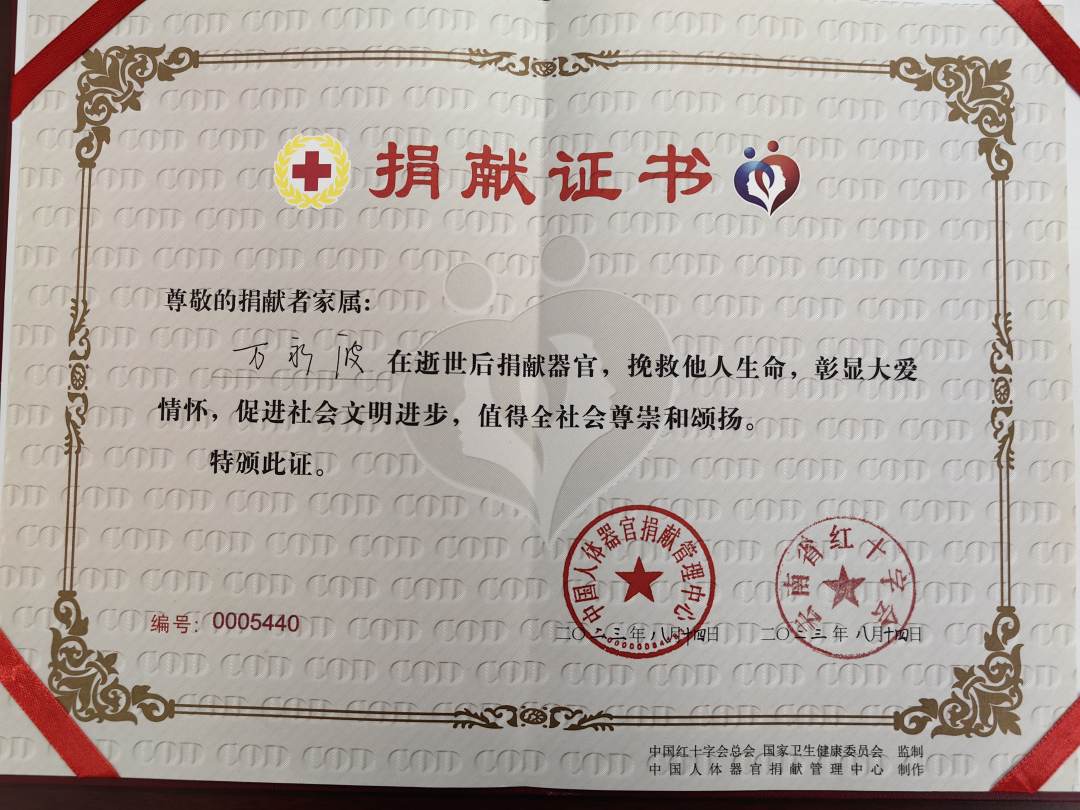 捐献证书
尊敬的捐献者家属:
万永波 在逝世后捐献器官，挽救他人生命，彰显大爱
情怀，促进社会文明进步，值得全社会尊崇和颂扬。
特颁此证。
中国人体器官捐献管理中心
云南省红十字会
编号: 0005440
二〇二三年八月十四日 二〇二三年八月十四日
中国红十字会总会 国家卫生健康委员会 监制
中国人体器官捐献管理中心 制作